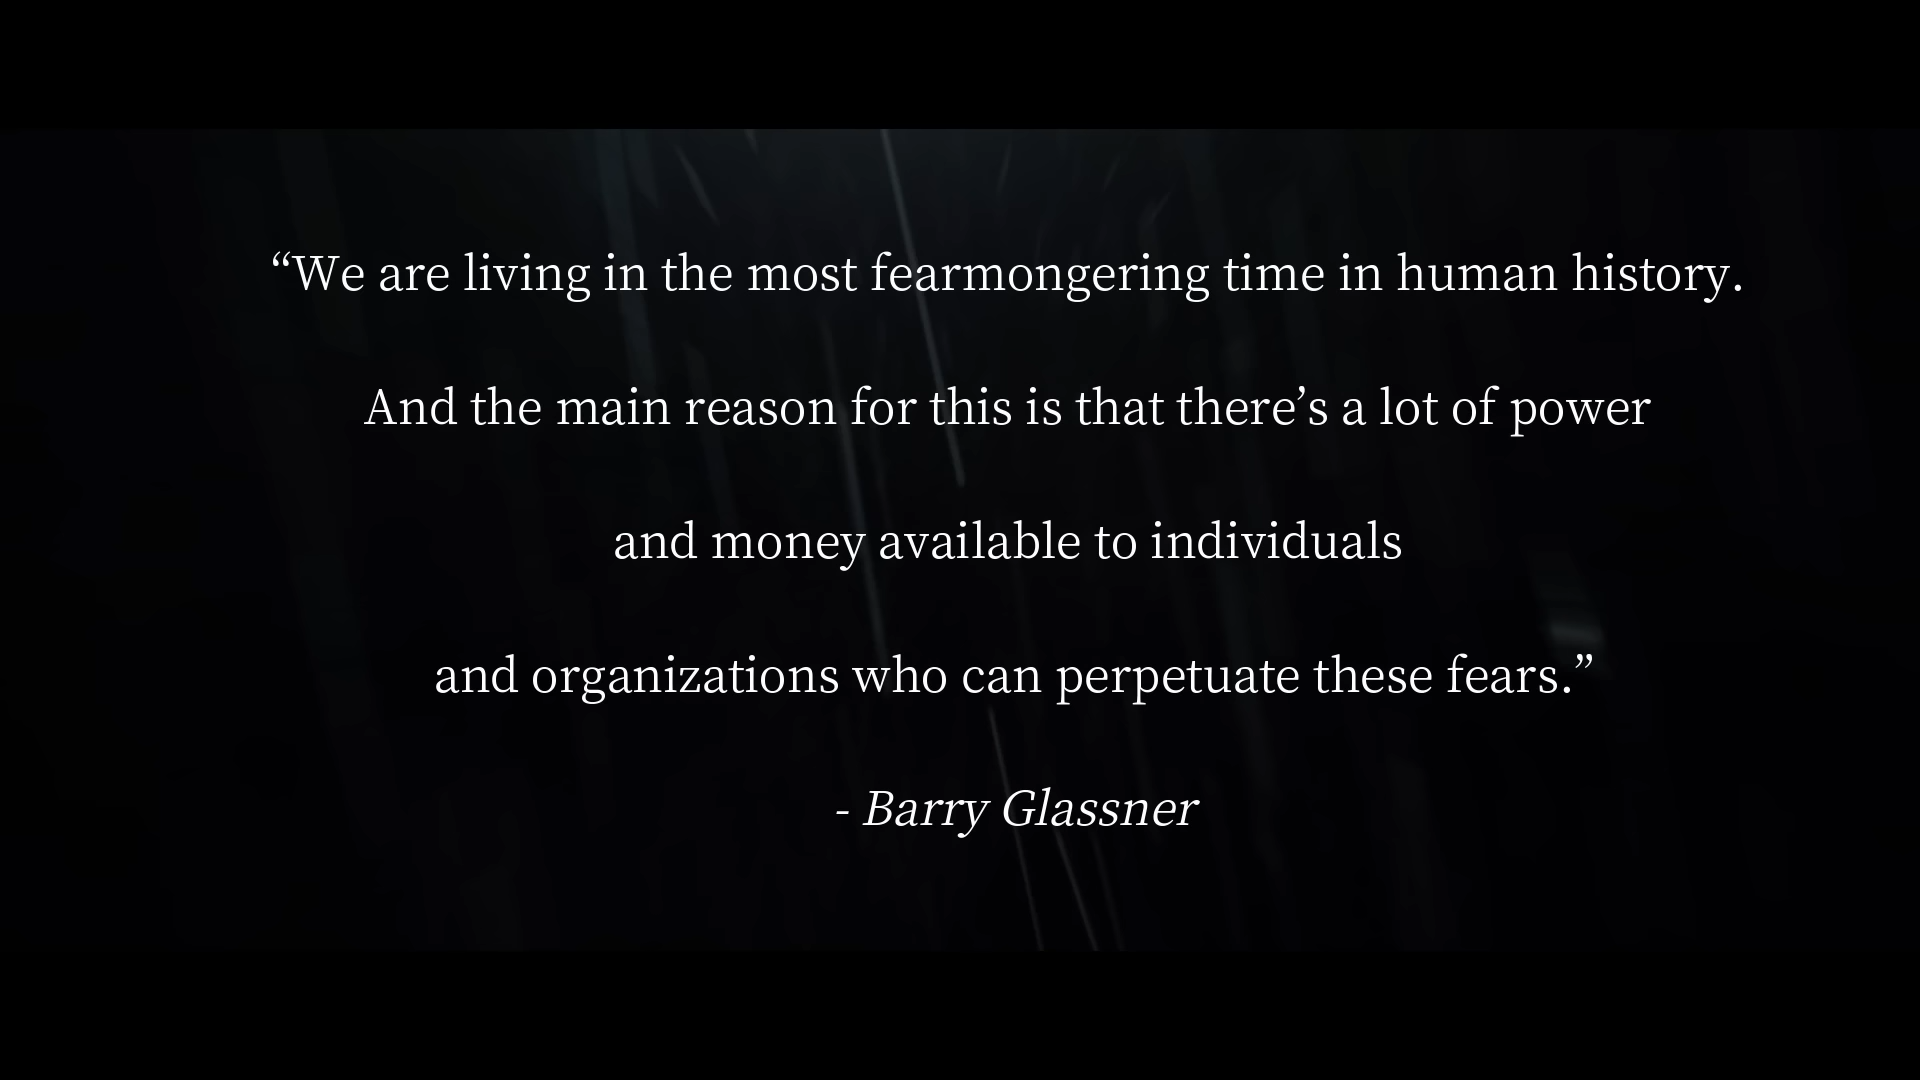 “We are living in the most fearmongering time in human history.
And the main reason for this is that there’s a lot of power
and money available to individuals
and organizations who can perpetuate these fears.”
- Barry Glassner